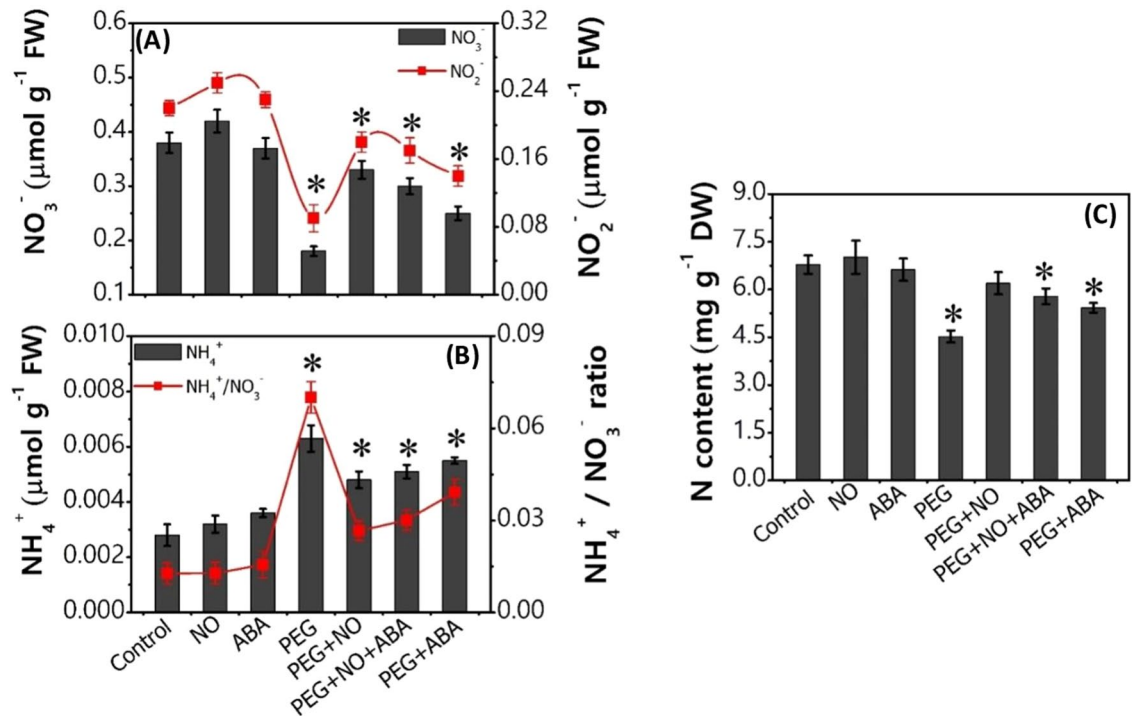 (A)
NO₃⁻
NO₂⁻
0.6
0.5
0.4
0.3
0.2
0.1
NO₃⁻ (μmol g⁻¹ FW)
0.32
0.24
0.16
0.08
0.00
NO₂⁻ (μmol g⁻¹ FW)
* * * *
(B)
NH₄⁺
NH₄⁺/NO₃⁻
0.010
0.008
0.006
0.004
0.002
0.000
NH₄⁺ (μmol g⁻¹ FW)
0.09
0.06
0.03
0.00
NH₄⁺ / NO₃⁻ ratio
* * * *
Control NO ABA PEG PEG+NO PEG+NO+ABA PEG+ABA
(C)
9.0
7.5
6.0
4.5
3.0
1.5
0.0
N content (mg g⁻¹ DW)
* * *
Control NO ABA PEG PEG+NO PEG+NO+ABA PEG+ABA